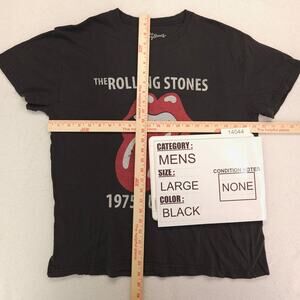 THE ROLLING STONES
14044
CATEGORY :
MENS
SIZE :
LARGE
CONDITION NOTES
NONE
COLOR :
BLACK
1975